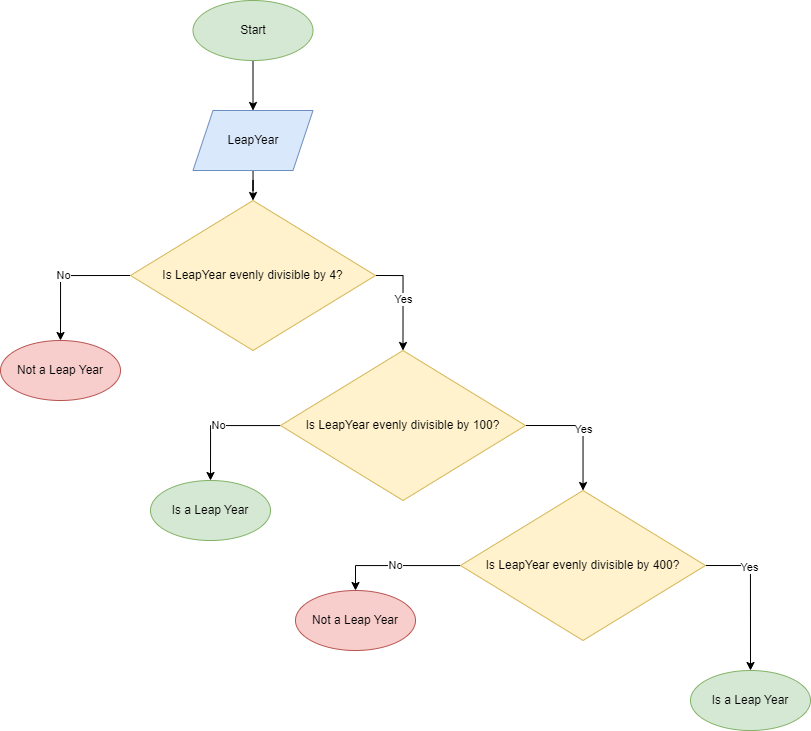 Start
LeapYear
Is LeapYear evenly divisible by 4?
No
Yes
Not a Leap Year
Is LeapYear evenly divisible by 100?
No
Yes
Is a Leap Year
Is LeapYear evenly divisible by 400?
No
Yes
Not a Leap Year
Is a Leap Year